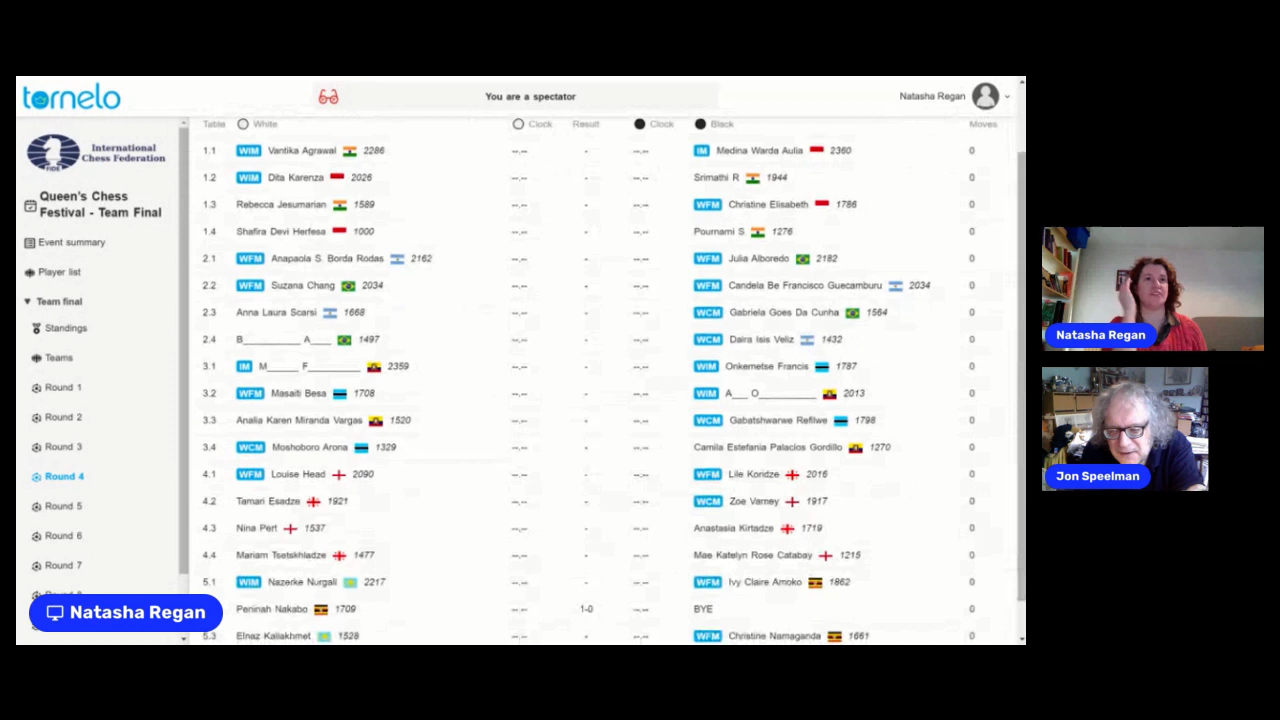 tornelo
You are a spectator
Natasha Regan
International
Chess Federation
FIDE
Queen's Chess
Festival - Team Final
Event summary
Player list
Team final
Standings
Teams
Round 1
Round 2
Round 3
Round 4
Round 5
Round 6
Round 7
Table White Clock Result Clock Black Moves
1.1 WIM Vantika Agrawal 2286 --.-- - --.-- IM Medina Warda Aulia 2360 0
1.2 WIM Dita Karenza 2026 --.-- - --.-- Srimathi R 1944 0
1.3 Rebecca Jesumarian 1589 --.-- - --.-- WFM Christine Elisabeth 1786 0
1.4 Shafira Devi Herfesa 1000 --.-- - --.-- Pournami S 1276 0
2.1 WFM Anapaola S. Borda Rodas 2162 --.-- - --.-- WFM Julia Alboredo 2182 0
2.2 WFM Suzana Chang 2034 --.-- - --.-- WFM Candela Be Francisco Guecamburu 2034 0
2.3 Anna Laura Scarsi 1668 --.-- - --.-- WCM Gabriela Goes Da Cunha 1564 0
2.4 B__________ A____ 1497 --.-- - --.-- WCM Daira Isis Veliz 1432 0
3.1 IM M______ F__________ 2359 --.-- - --.-- WIM Onkemetse Francis 1787 0
3.2 WFM Masaiti Besa 1708 --.-- - --.-- WIM A___ O___________ 2013 0
3.3 Analia Karen Miranda Vargas 1520 --.-- - --.-- WCM Gabatshwarwe Refilwe 1798 0
3.4 WCM Moshoboro Arona 1329 --.-- - --.-- Camila Estefania Palacios Gordillo 1270 0
4.1 WFM Louise Head 2090 --.-- - --.-- WFM Lile Koridze 2016 0
4.2 Tamari Esadze 1921 --.-- - --.-- WCM Zoe Varney 1917 0
4.3 Nina Pert 1537 --.-- - --.-- Anastasia Kirtadze 1719 0
4.4 Mariam Tsetskhladze 1477 --.-- - --.-- Mae Katelyn Rose Catabay 1215 0
5.1 WIM Nazerke Nurgali 2217 --.-- - --.-- WFM Ivy Claire Amoko 1862 0
Peninah Nakabo 1709 --.-- 1-0 --.-- BYE 0
5.3 Elnaz Kaliakhmet 1528 --.-- - --.-- WFM Christine Namaganda 1661 0
Natasha Regan
Natasha Regan
Jon Speelman